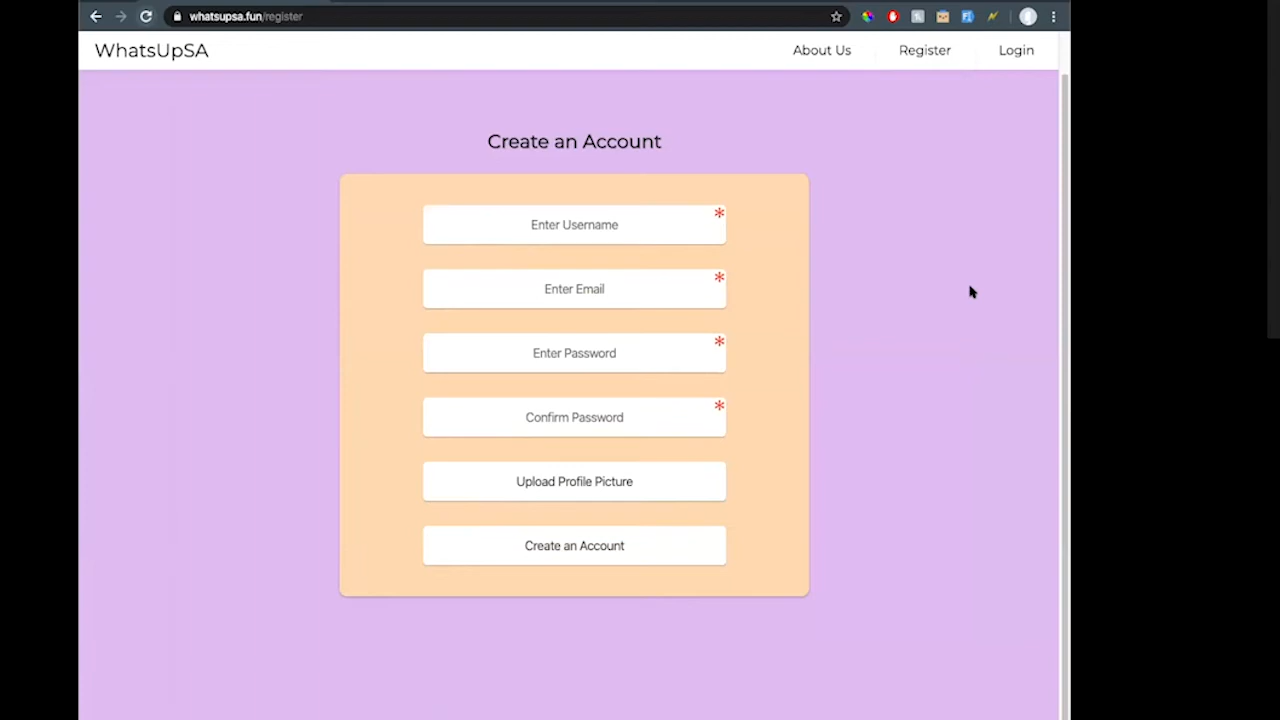 whatsupsa.fun/register
WhatsUpSA
About Us
Register
Login
Create an Account
Enter Username
*
Enter Email
*
Enter Password
*
Confirm Password
*
Upload Profile Picture
Create an Account